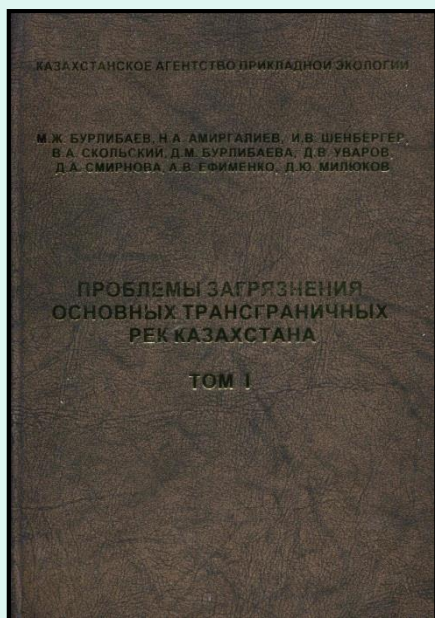 КАЗАХСТАНСКОЕ АГЕНТСТВО ПРИКЛАДНОЙ ЭКОЛОГИИ
М.Ж. БУРЛИБАЕВ, Н.А. АМИРГАЛИЕВ, И.В. ШЕНБЕРГЕР,
В.А. СКОЛЬСКИЙ, Д.М. БУРЛИБАЕВА, Д.В. УВАРОВ,
Д.А. СМИРНОВА, А.В. ЕФИМЕНКО, Д.Ю. МИЛЮКОВ
ПРОБЛЕМЫ ЗАГРЯЗНЕНИЯ
ОСНОВНЫХ ТРАНСГРАНИЧНЫХ
РЕК КАЗАХСТАНА
ТОМ I